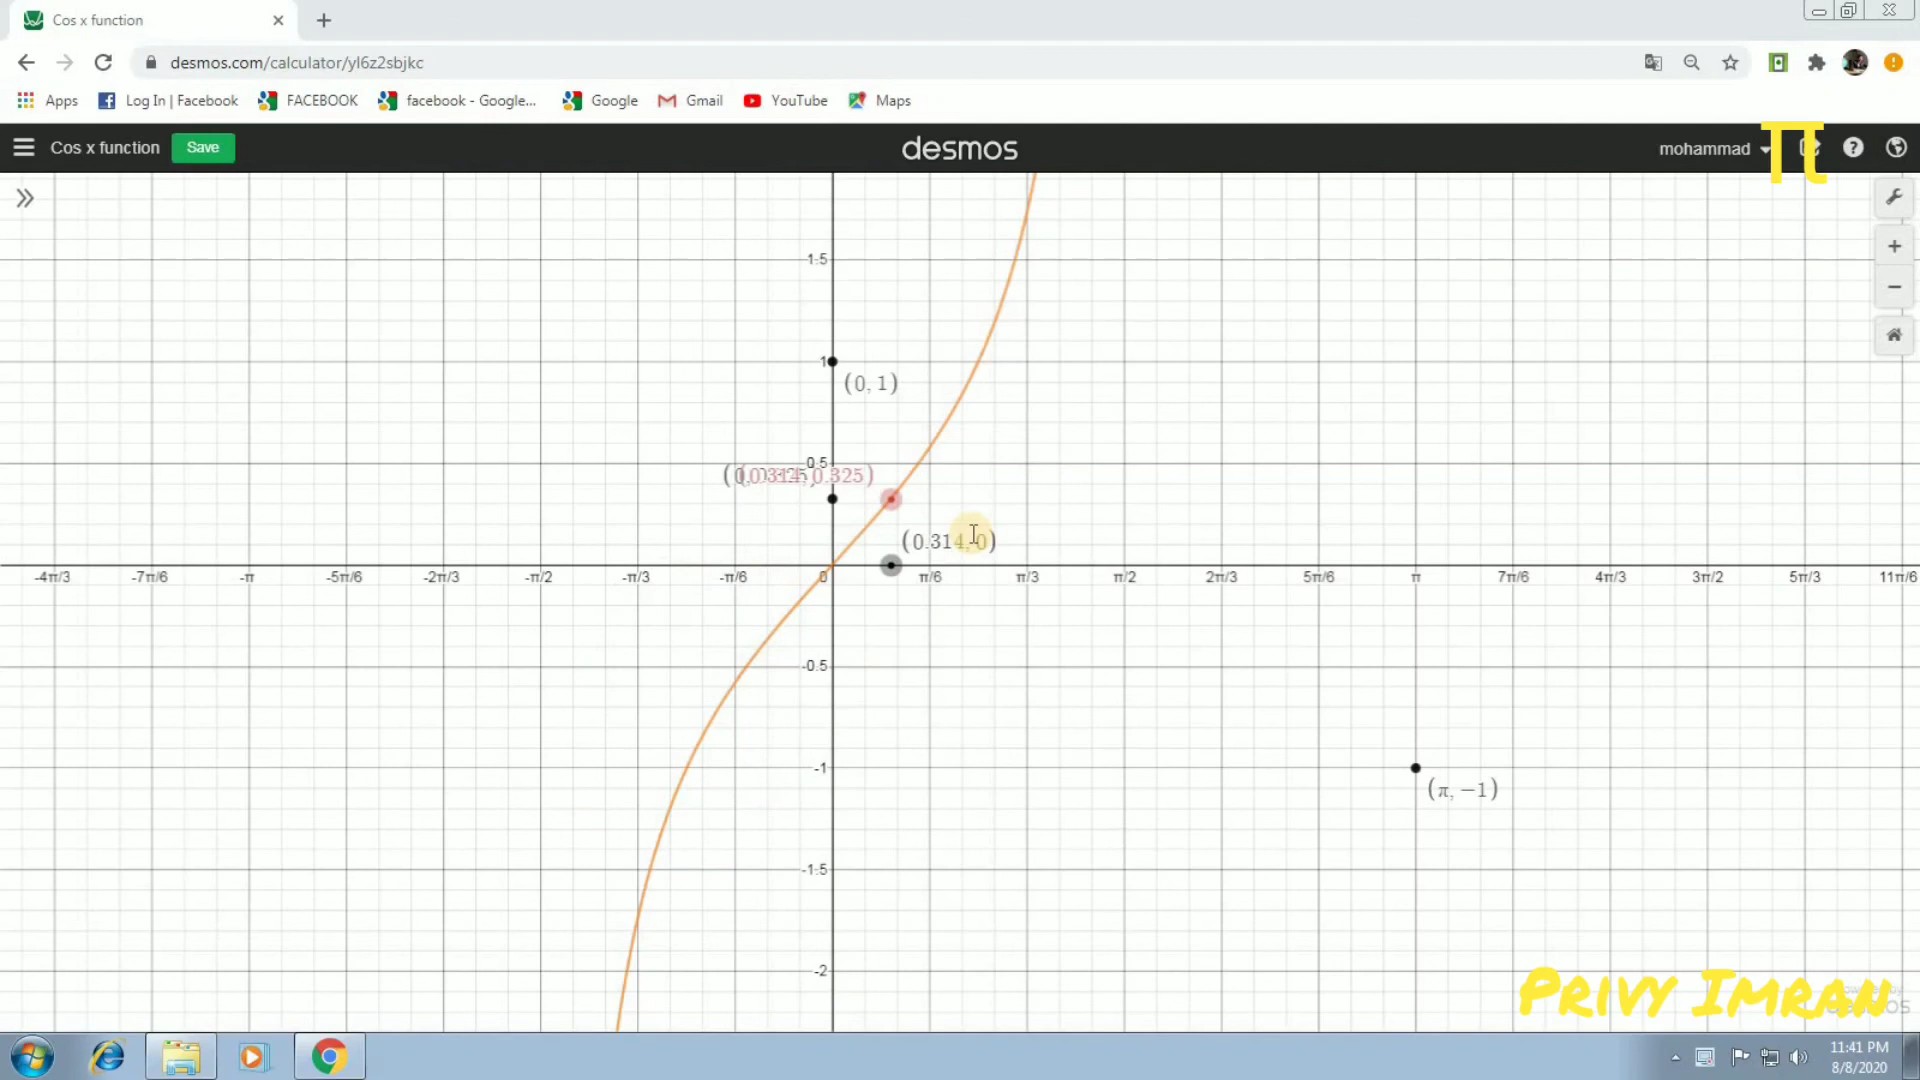 Cos x function
desmos.com/calculator/yl6z2sbjkc
Apps Log In | Facebook FACEBOOK facebook - Google... Google Gmail YouTube Maps
Cos x function Save desmos mohammad π
1.5
1
(0, 1)
0.5
(0.314, 0.325)
(0.314, 0)
-4π/3 -7π/6 -π -5π/6 -2π/3 -π/2 -π/3 -π/6 0 π/6 π/3 π/2 2π/3 5π/6 π 7π/6 4π/3 3π/2 5π/3 11π/6
-0.5
-1
(π, −1)
-1.5
-2
Privy Imran
11:41 PM
8/8/2020